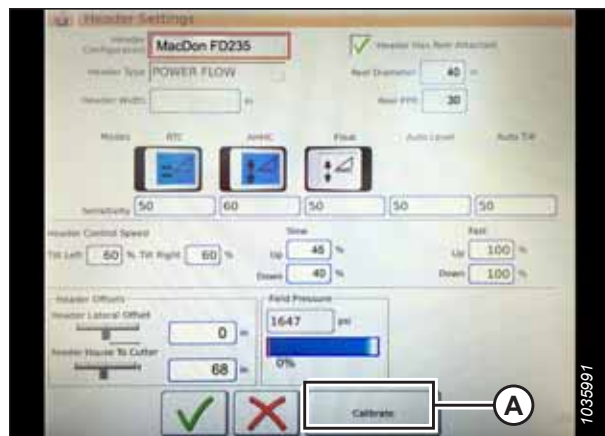 Header Settings
Header Configuration
MacDon FD235
Header Has Reel Attached
Header Type
POWER FLOW
Reel Diameter
40
in
Header Width
in
Reel PPR
30
Modes
RTC
AHHC
Float
Auto Level
Auto Tilt
Sensitivity
50
60
50
50
50
Header Control Speed
Slow
Fast
Tilt Left
60
%
Tilt Right
60
%
Up
45
%
Up
100
%
Down
40
%
Down
100
%
Header Offsets
Field Pressure
Header Lateral Offset
0
1647
psi
Header House To Cutter
68
0%
Calibrate
A
1035991